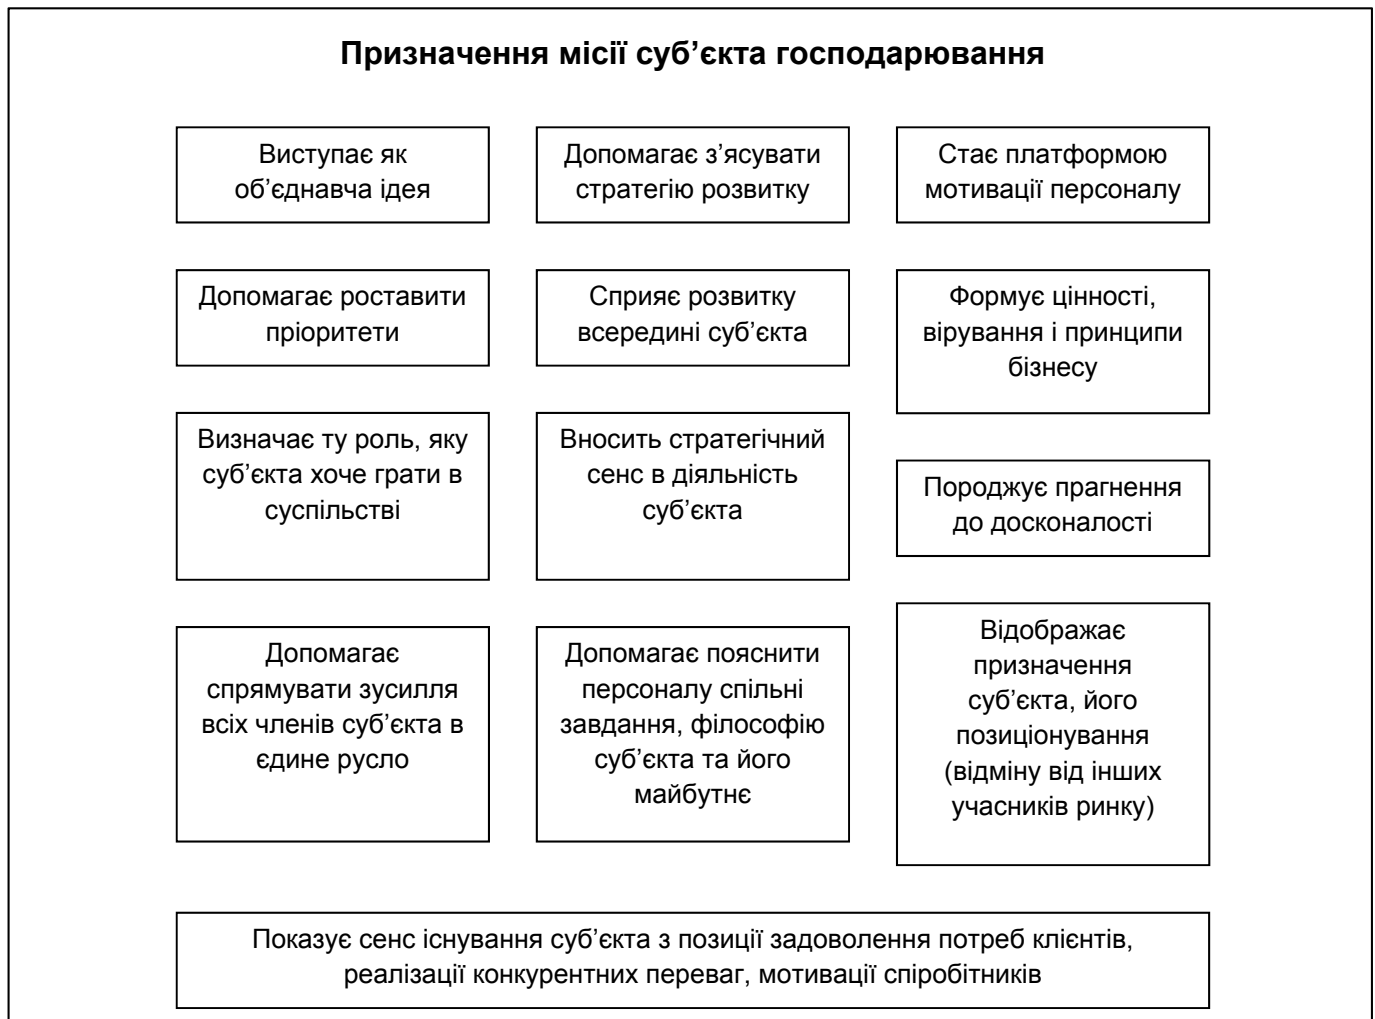 Призначення місії суб’єкта господарювання
Виступає як
об’єднавча ідея
Допомагає з’ясувати
стратегію розвитку
Стає платформою
мотивації персоналу
Допомагає роставити
пріоритети
Сприяє розвитку
всередині суб’єкта
Формує цінності,
вірування і принципи
бізнесу
Визначає ту роль, яку
суб’єкта хоче грати в
суспільстві
Вносить стратегічний
сенс в діяльність
суб’єкта
Породжує прагнення
до досконалості
Допомагає
спрямувати зусилля
всіх членів суб’єкта в
єдине русло
Допомагає пояснити
персоналу спільні
завдання, філософію
суб’єкта та його
майбутнє
Відображає
призначення
суб’єкта, його
позиціонування
(відміну від інших
учасників ринку)
Показує сенс існування суб’єкта з позиції задоволення потреб клієнтів,
реалізації конкурентних переваг, мотивації спіробітників